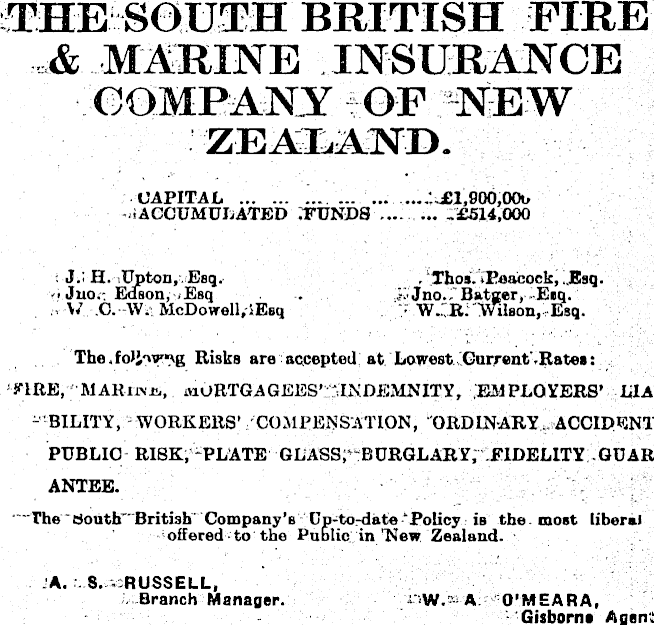 THE SOUTH BRITISH FIRE
& MARINE INSURANCE
COMPANY OF NEW
ZEALAND.
CAPITAL ... ... ... ... ... ... £1,900,000
ACCUMULATED FUNDS ... ... £514,000
J. H. Upton, Esq. Thos. Peacock, Esq.
Jno. Edson, Esq Jno. Batger, Esq.
W C. W. McDowell, Esq W. R. Wilson, Esq.
The following Risks are accepted at Lowest Current Rates:
FIRE, MARINE, MORTGAGEES' INDEMNITY, EMPLOYERS' LIA
BILITY, WORKERS' COMPENSATION, ORDINARY ACCIDENT
PUBLIC RISK, PLATE GLASS, BURGLARY, FIDELITY GUAR
ANTEE.
The South British Company's Up-to-date Policy is the most liberal
offered to the Public in New Zealand.
A. S. RUSSELL,
Branch Manager.
W. A O'MEARA,
Gisborne Agent